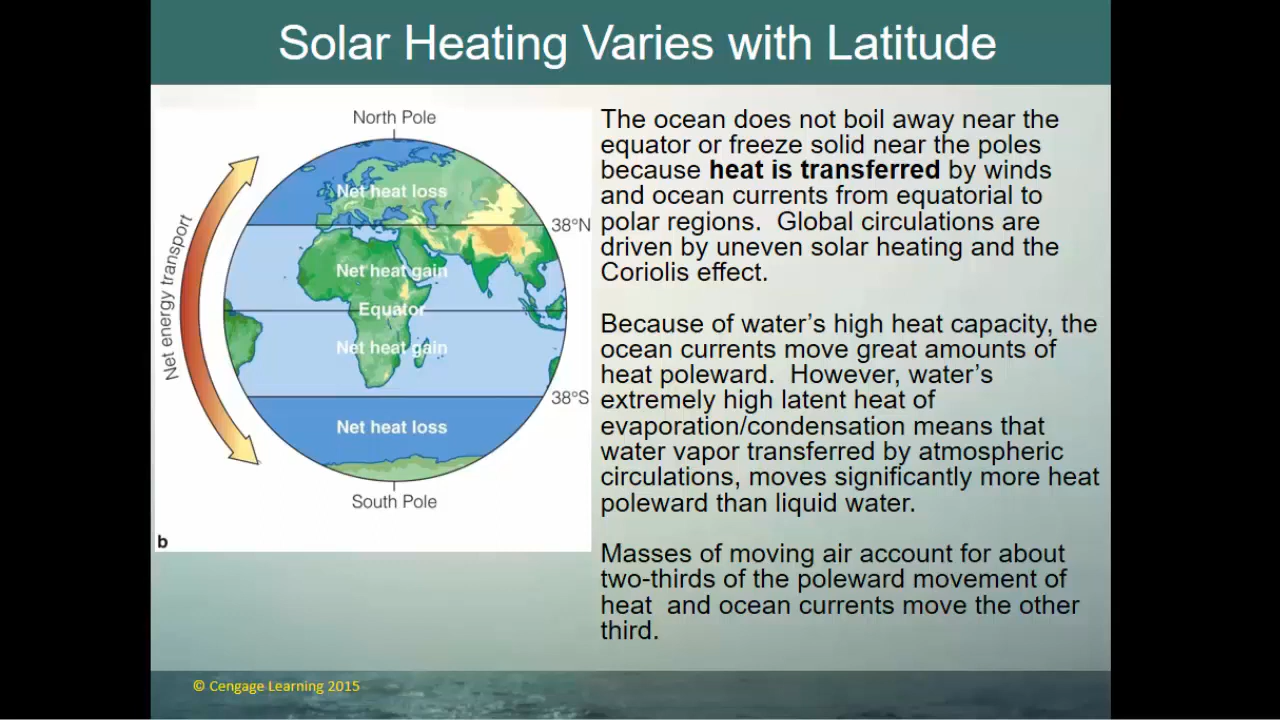 Solar Heating Varies with Latitude
North Pole
Net heat loss
38°N
Net heat gain
Equator
Net heat gain
38°S
Net heat loss
South Pole
Net energy transport
b
The ocean does not boil away near the
equator or freeze solid near the poles
because heat is transferred by winds
and ocean currents from equatorial to
polar regions.  Global circulations are
driven by uneven solar heating and the
Coriolis effect.
Because of water’s high heat capacity, the
ocean currents move great amounts of
heat poleward.  However, water’s
extremely high latent heat of
evaporation/condensation means that
water vapor transferred by atmospheric
circulations, moves significantly more heat
poleward than liquid water.
Masses of moving air account for about
two-thirds of the poleward movement of
heat  and ocean currents move the other
third.
© Cengage Learning 2015